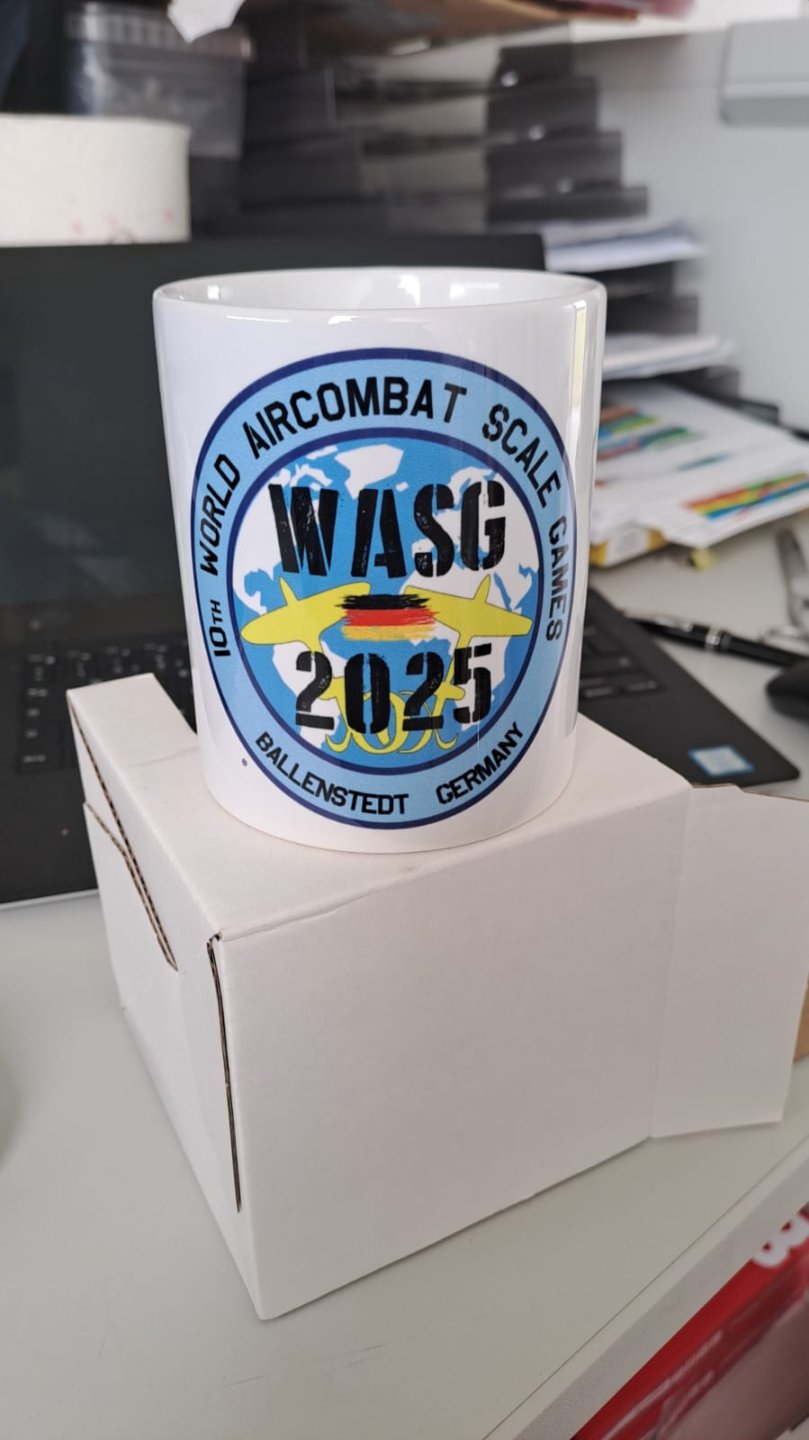 10TH WORLD AIRCOMBAT SCALE GAMES
WASG
2025
BALLENSTEDT GERMANY